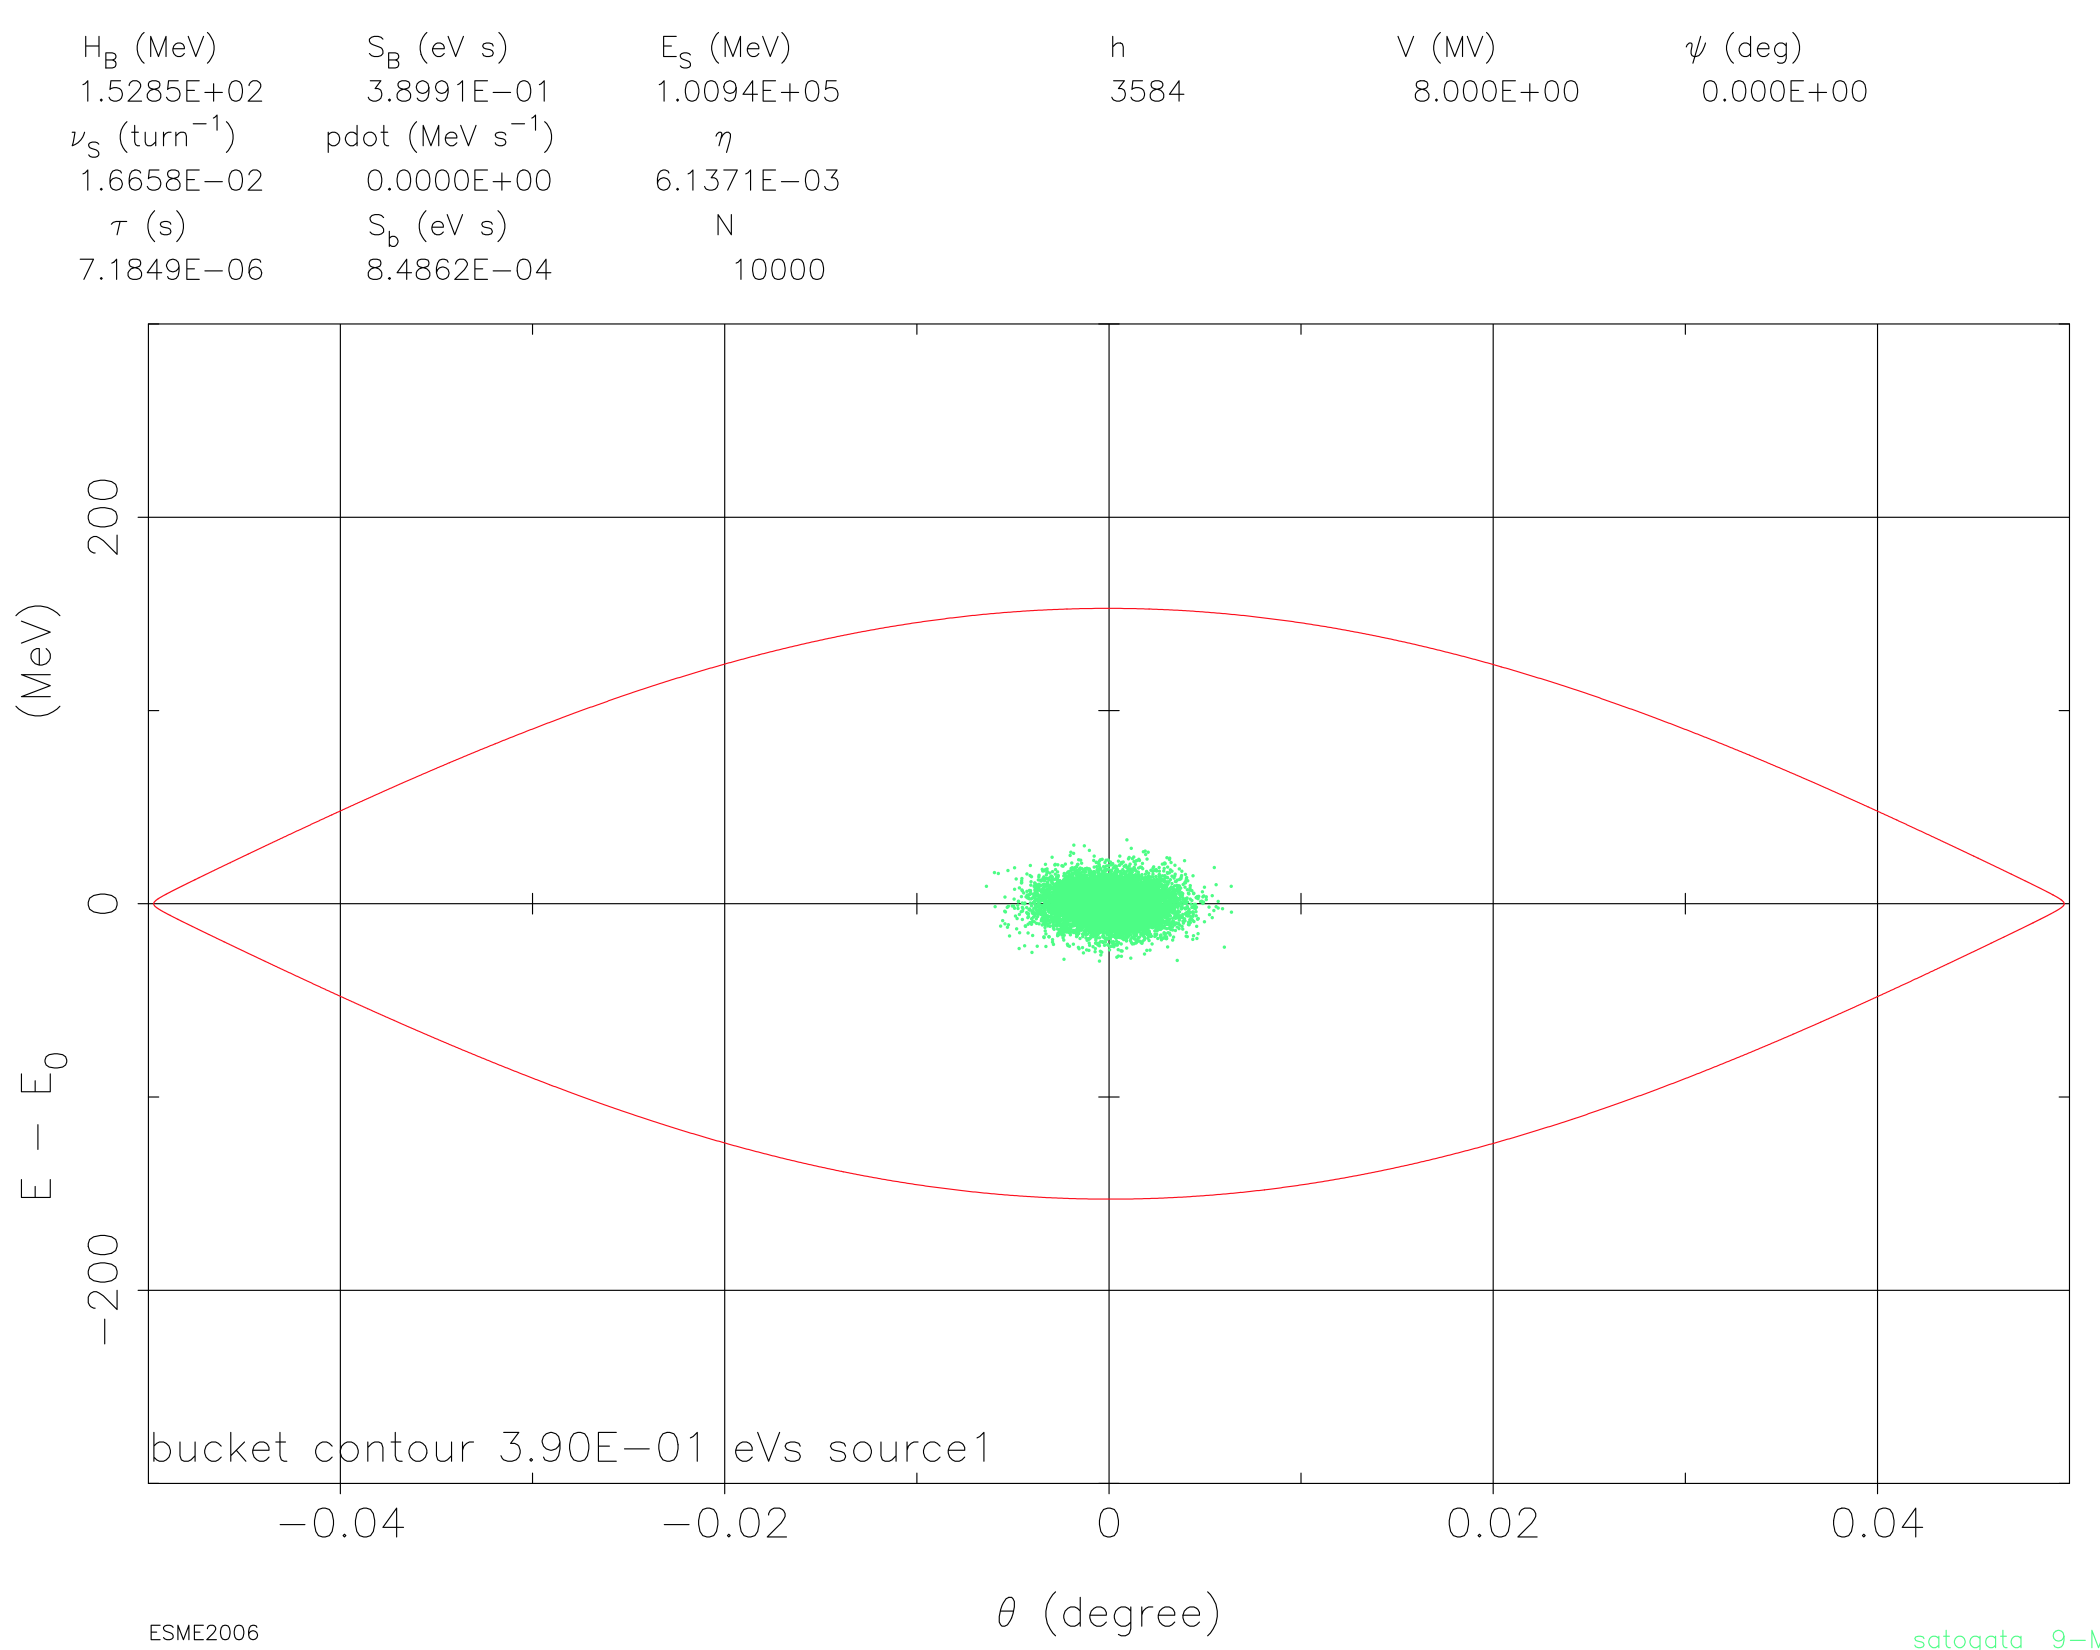 H_B (MeV) S_B (eV s) E_S (MeV) h V (MV) ψ (deg)
1.5285E+02 3.8991E−01 1.0094E+05 3584 8.000E+00 0.000E+00
ν_S (turn⁻¹) pdot (MeV s⁻¹) η
1.6658E−02 0.0000E+00 6.1371E−03
τ (s) S_b (eV s) N
7.1849E−06 8.4862E−04 10000
200
0
−200
E − E_0 (MeV)
bucket contour 3.90E−01 eVs source1
−0.04 −0.02 0 0.02 0.04
θ (degree)
ESME2006
satogata 9−